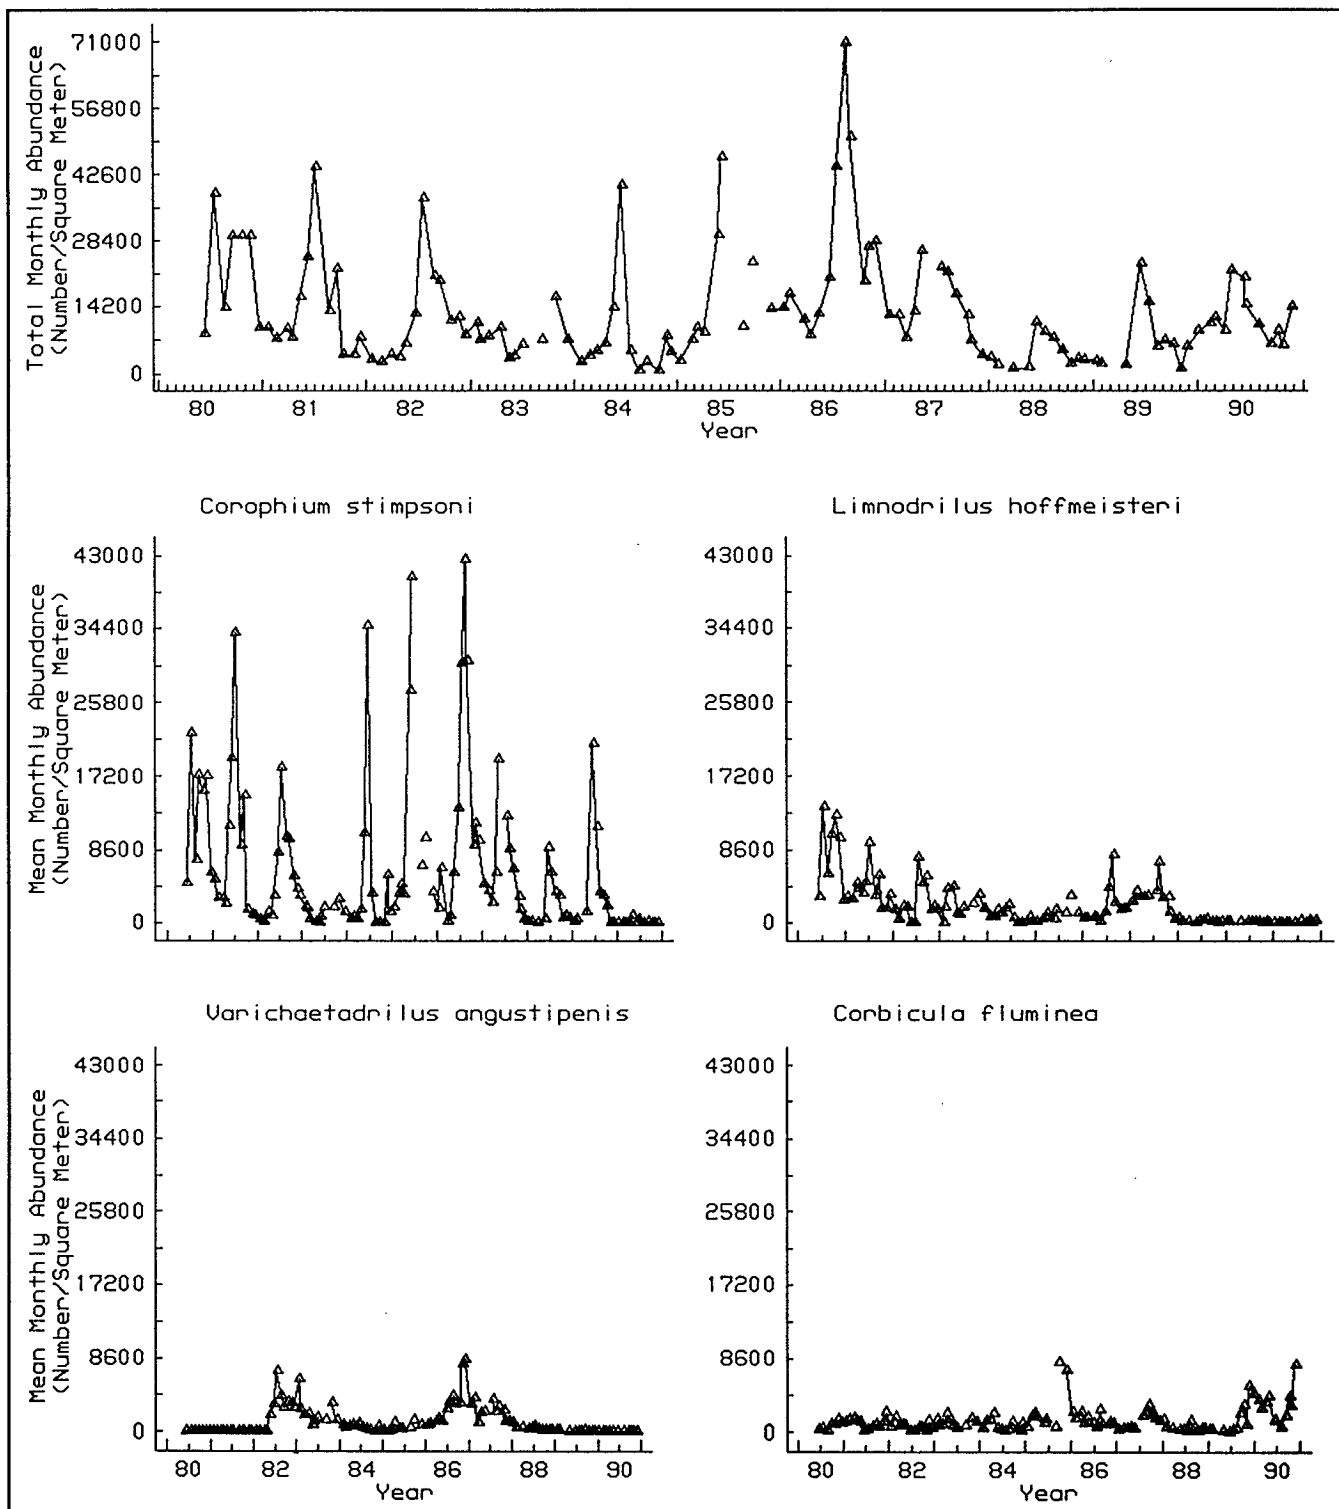 Total Monthly Abundance
(Number/Square Meter)
71000
56800
42600
28400
14200
0
80 81 82 83 84 85 86 87 88 89 90
Year
Corophium stimpsoni
Mean Monthly Abundance
(Number/Square Meter)
43000
34400
25800
17200
8600
0
Limnodrilus hoffmeisteri
43000
34400
25800
17200
8600
0
Varichaetadrilus angustipenis
Mean Monthly Abundance
(Number/Square Meter)
43000
34400
25800
17200
8600
0
80 82 84 86 88 90
Year
Corbicula fluminea
43000
34400
25800
17200
8600
0
80 82 84 86 88 90
Year